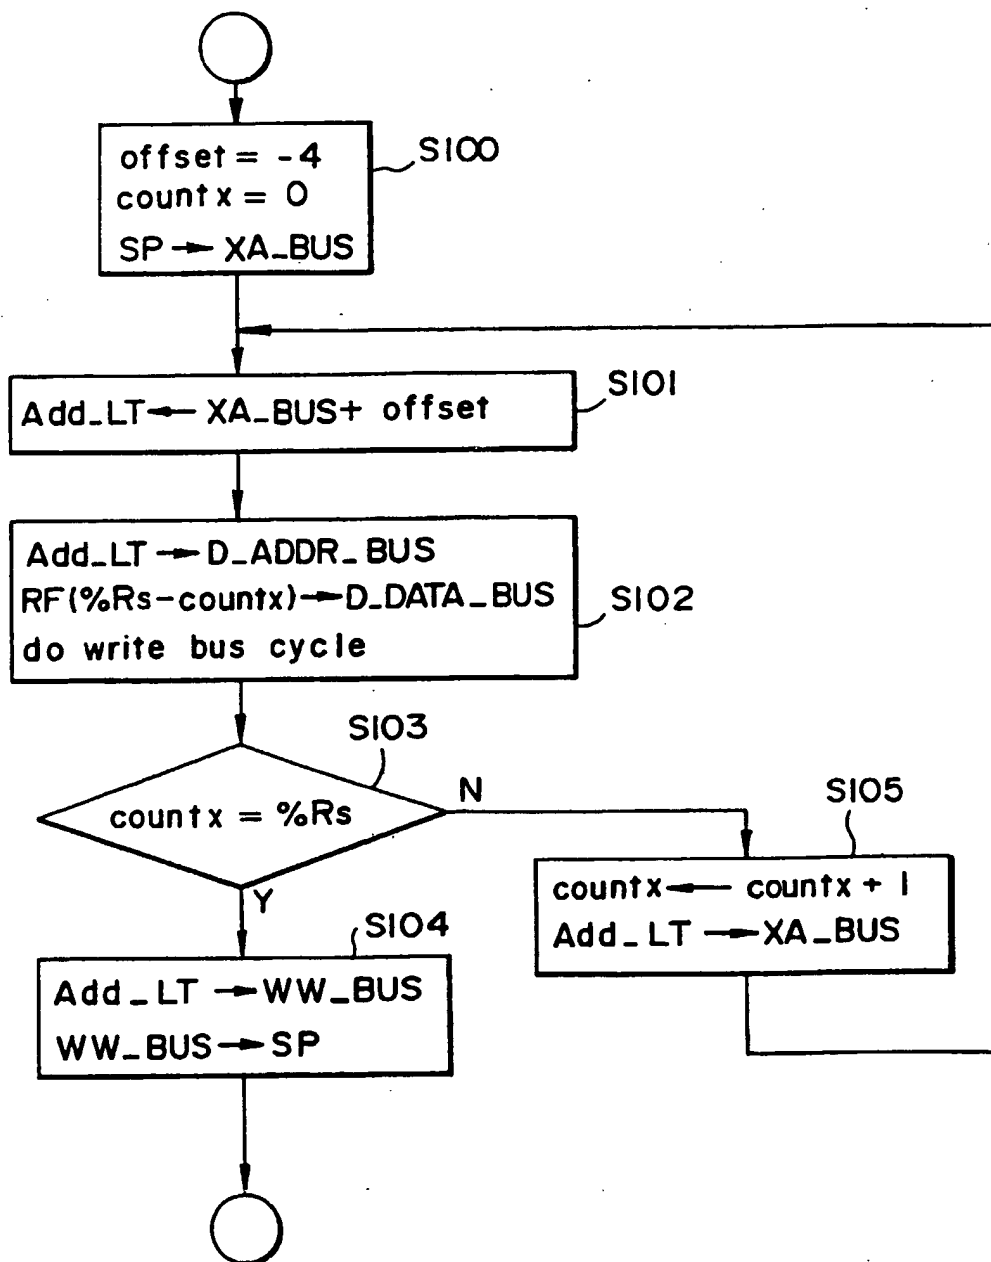 offset = -4
countx = 0
SP → XA_BUS
S100
Add_LT ← XA_BUS + offset
S101
Add_LT → D_ADDR_BUS
RF(%Rs-countx) → D_DATA_BUS
do write bus cycle
S102
S103
countx = %Rs
N
Y
S105
countx ← countx + 1
Add_LT → XA_BUS
S104
Add_LT → WW_BUS
WW_BUS → SP